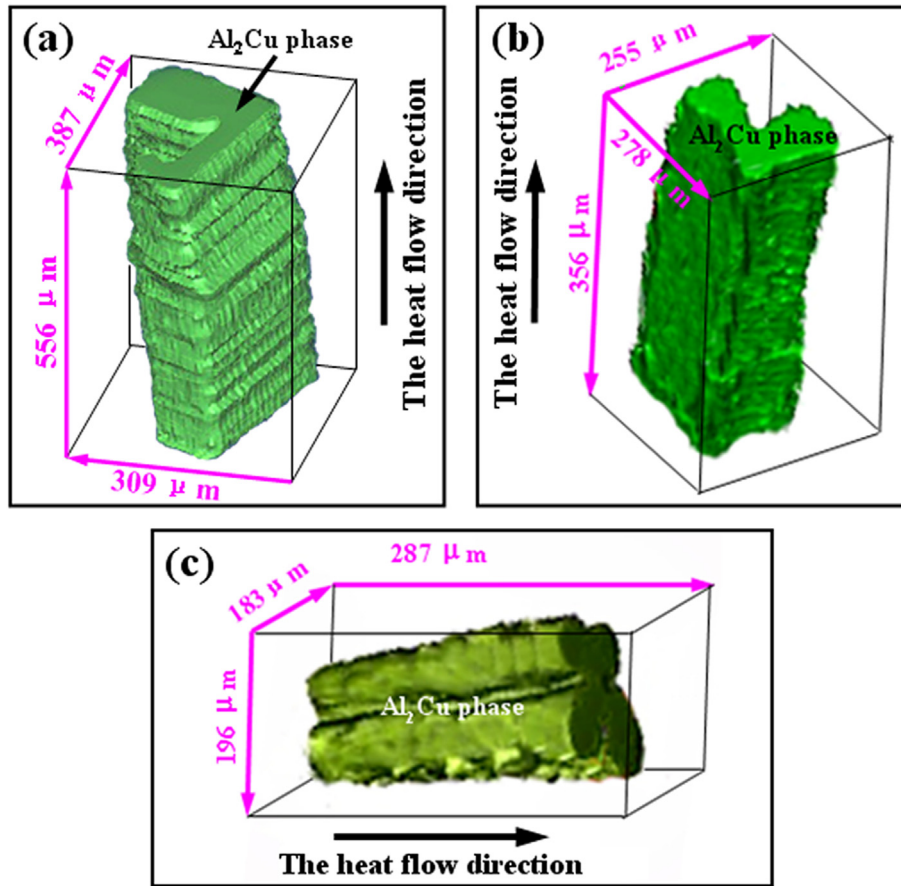 (a)
Al₂Cu phase
387 μm
556 μm
309 μm
The heat flow direction
(b)
255 μm
Al₂Cu phase
278 μm
356 μm
The heat flow direction
(c)
183 μm
287 μm
196 μm
Al₂Cu phase
The heat flow direction